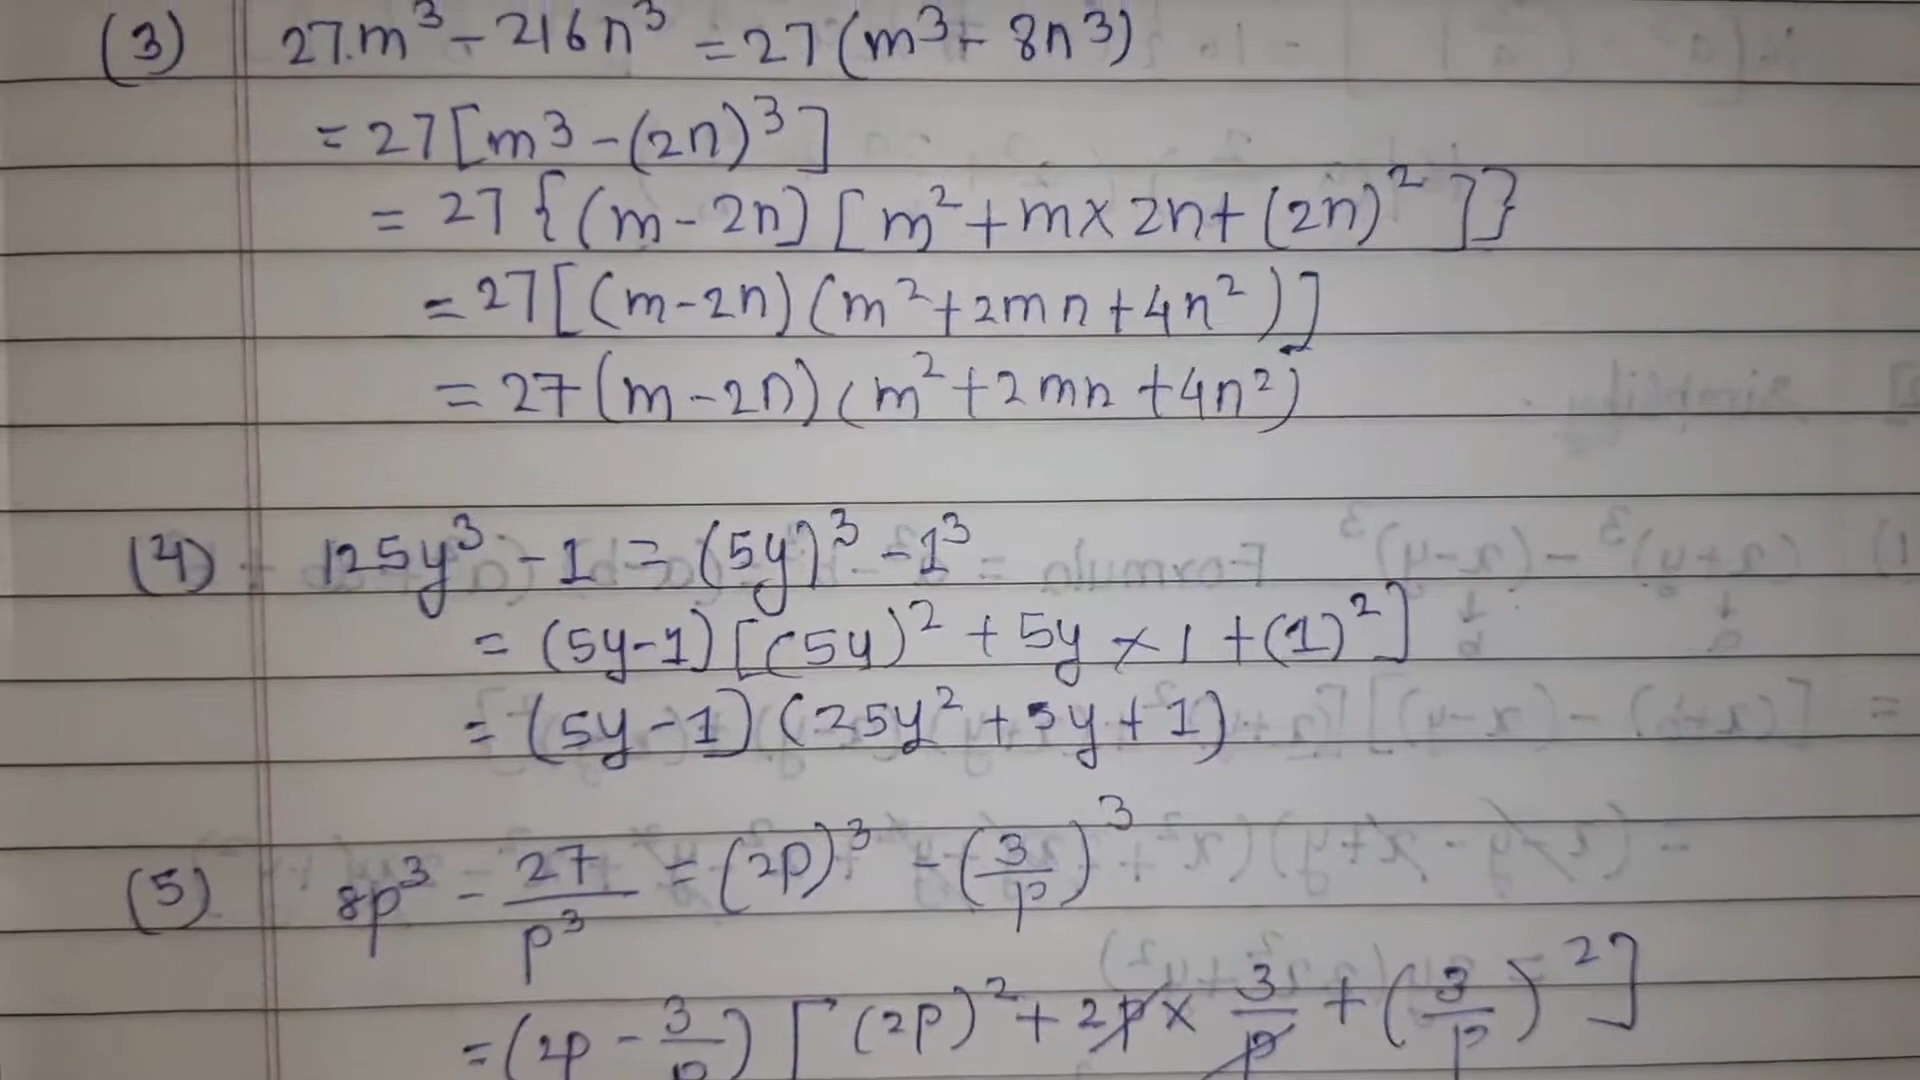 (3) 27.m³ - 216n³ = 27(m³ - 8n³)
= 27[m³ - (2n)³]
= 27{(m - 2n)[m² + m × 2n + (2n)²]}
= 27[(m - 2n)(m² + 2mn + 4n²)]
= 27(m - 2n)(m² + 2mn + 4n²)
(4) 125y³ - 1 = (5y)³ - 1³
= (5y - 1)[(5y)² + 5y × 1 + (1)²]
= (5y - 1)(25y² + 5y + 1)
(5) 8p³ - 27/p³ = (2p)³ - (3/p)³
= (2p - 3/p)[(2p)² + 2p × 3/p + (3/p)²]